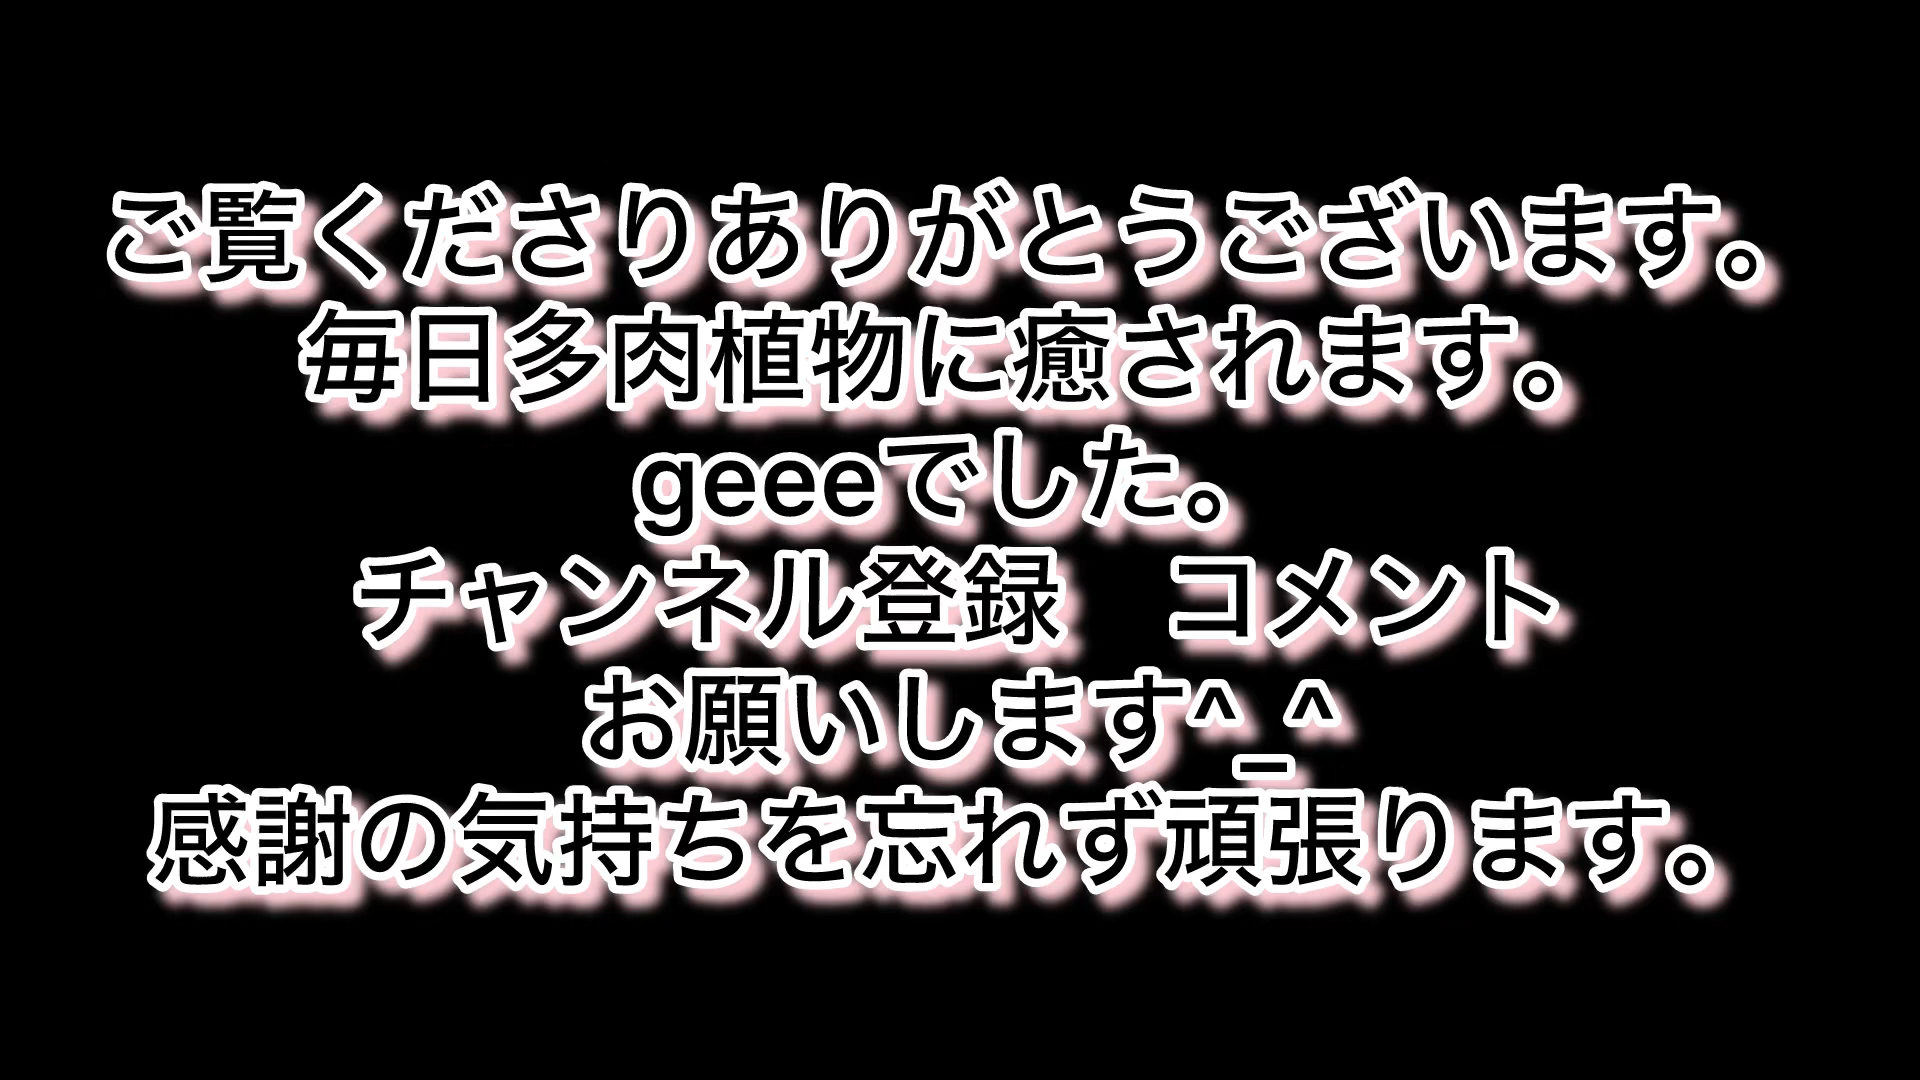 ご覧くださりありがとうございます。
毎日多肉植物に癒されます。
geeeでした。
チャンネル登録　コメント
お願いします^_^
感謝の気持ちを忘れず頑張ります。